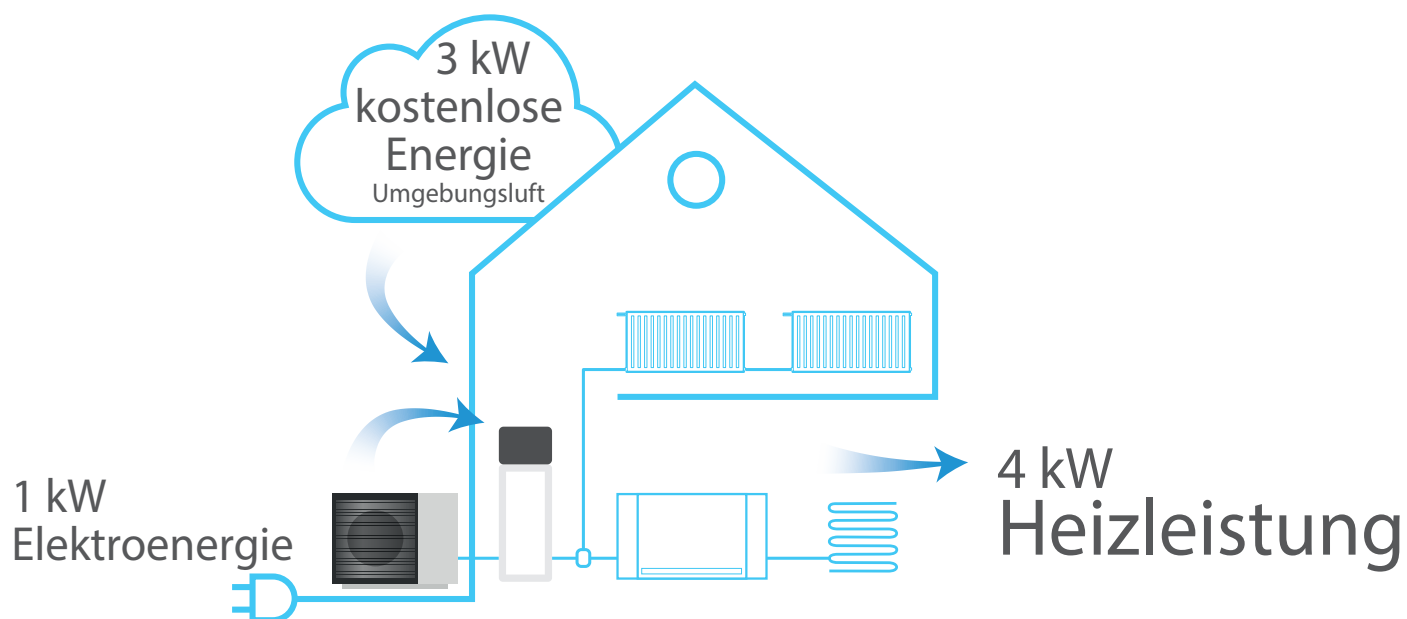 3 kW
kostenlose
Energie
Umgebungsluft
1 kW
Elektroenergie
4 kW
Heizleistung